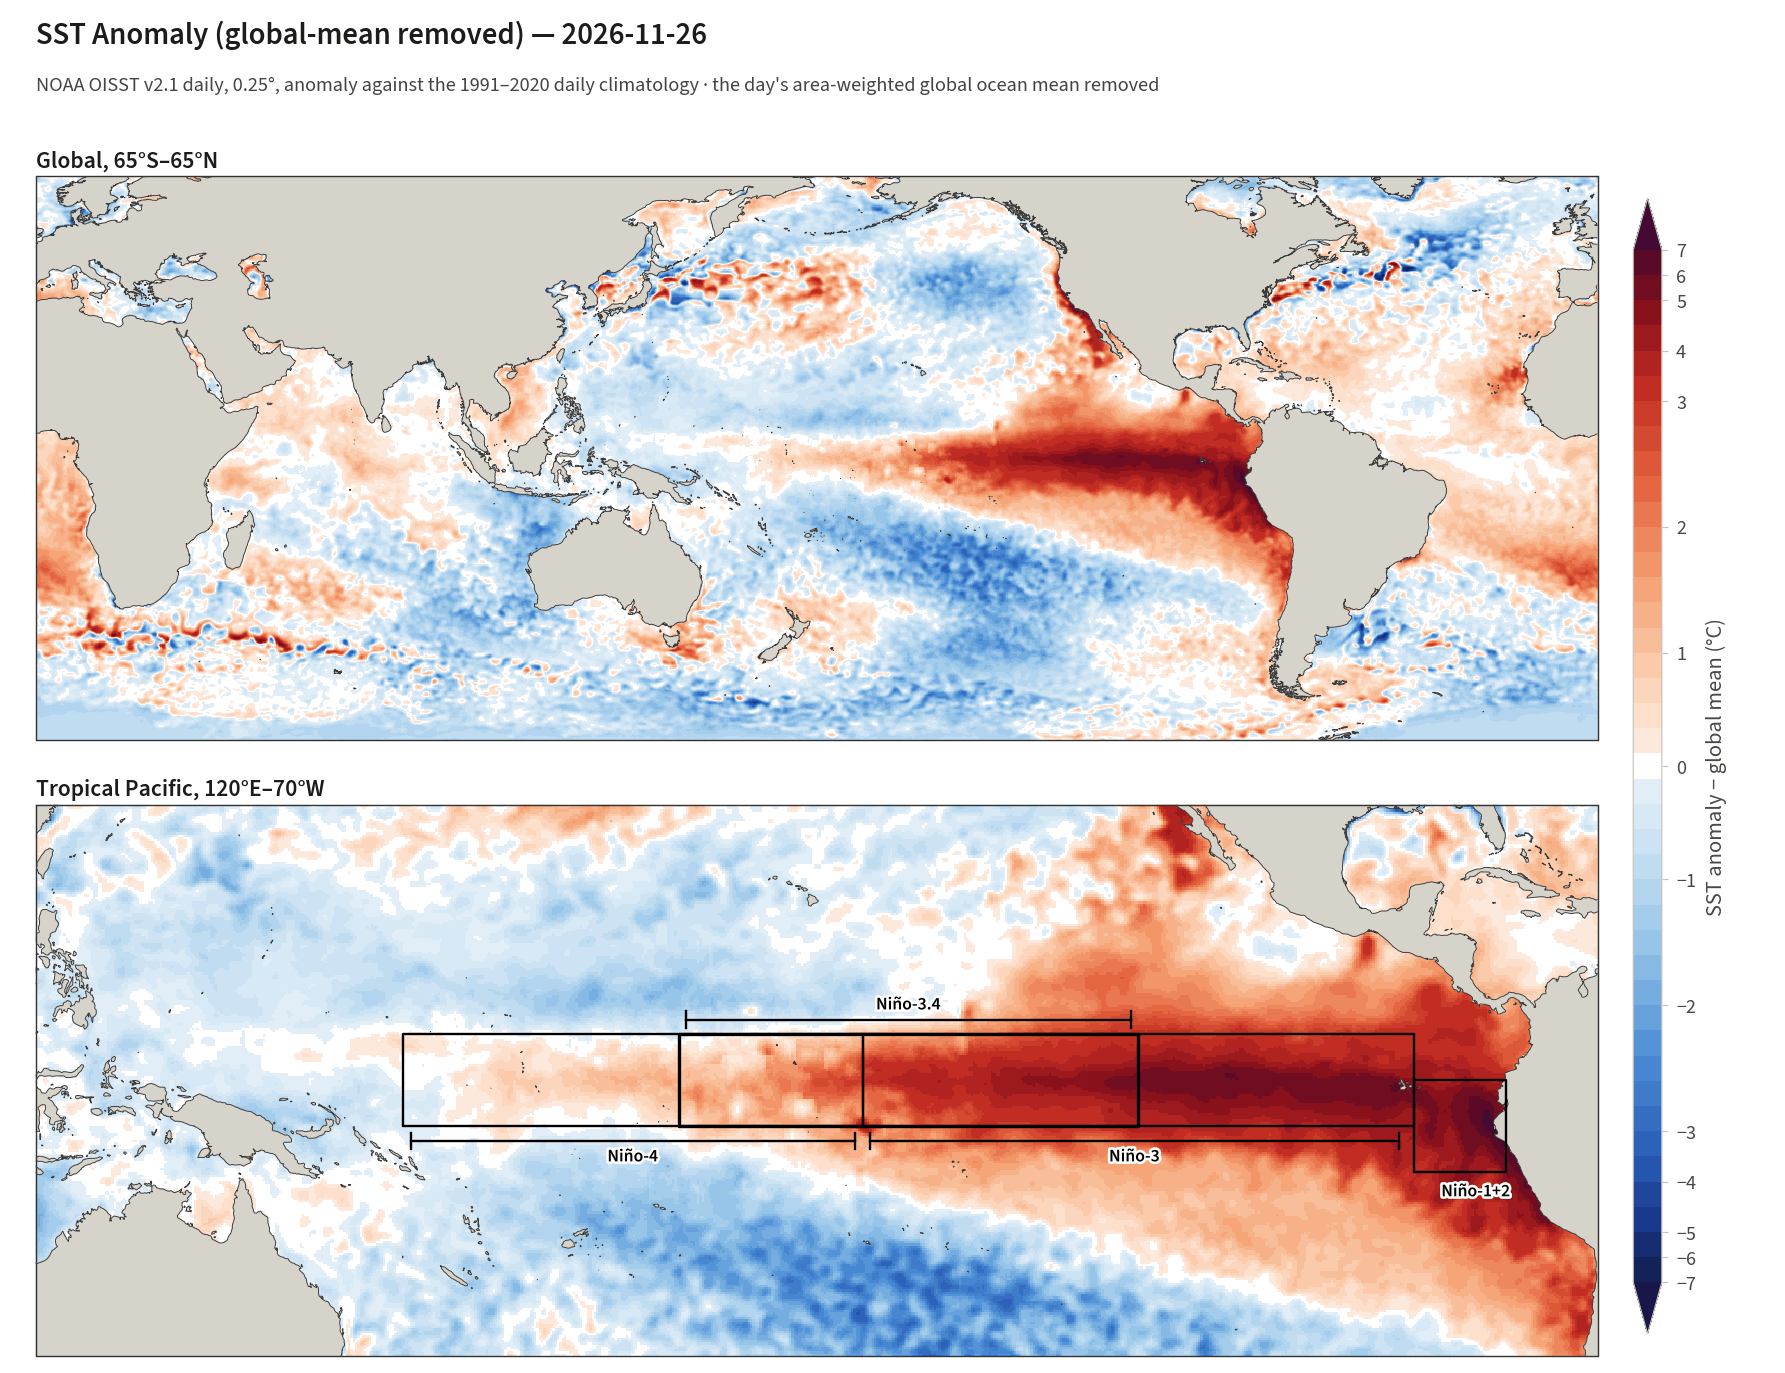 SST Anomaly (global-mean removed) — 2026-11-26
NOAA OISST v2.1 daily, 0.25°, anomaly against the 1991–2020 daily climatology · the day's area-weighted global ocean mean removed
Global, 65°S–65°N
Tropical Pacific, 120°E–70°W
Niño-3.4
Niño-4
Niño-3
Niño-1+2
7
6
5
4
3
2
1
0
−1
−2
−3
−4
−5
−6
−7
SST anomaly − global mean (°C)